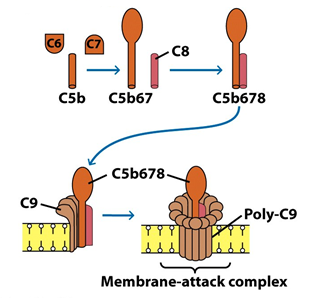 C6
C7
C8
C5b
C5b67
C5b678
C5b678
C9
Poly-C9
Membrane-attack complex